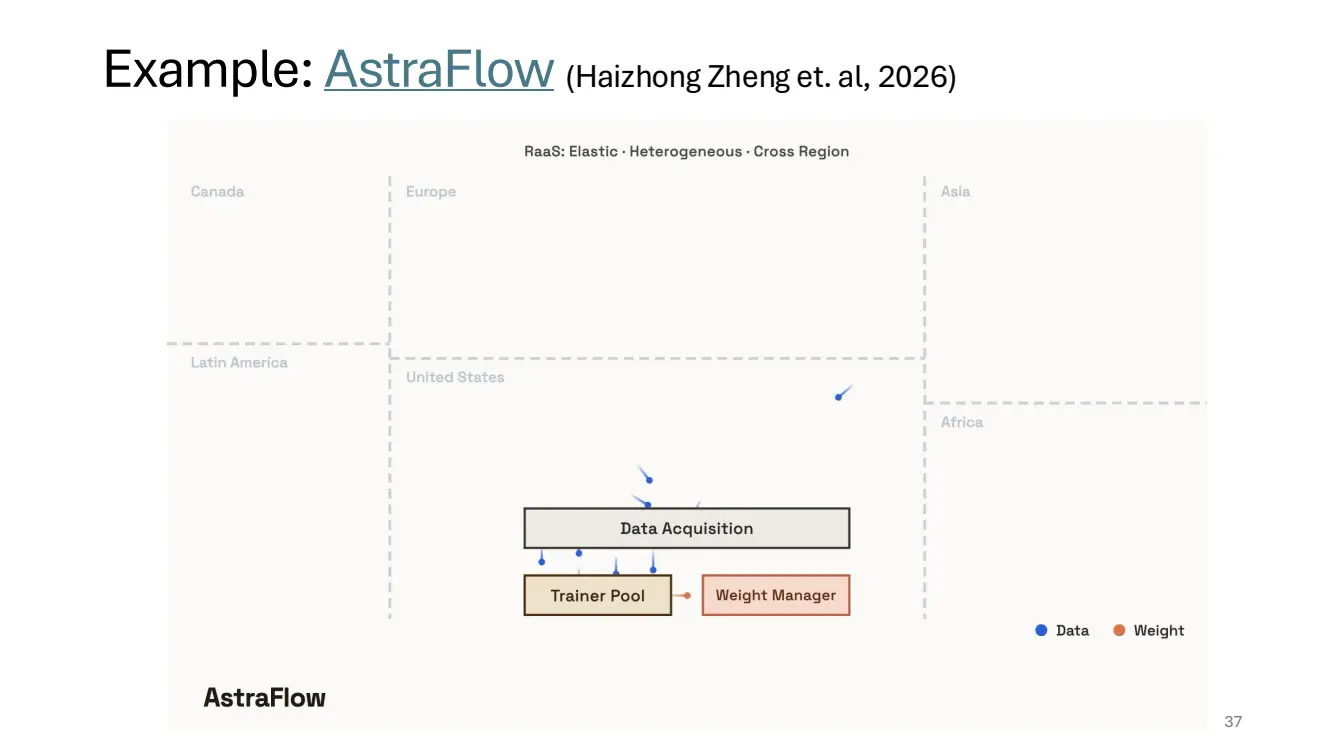 Example: AstraFlow (Haizhong Zheng et. al, 2026)
RaaS: Elastic · Heterogeneous · Cross Region
Canada
Europe
Asia
Latin America
United States
Africa
Data Acquisition
Trainer Pool
Weight Manager
Data
Weight
AstraFlow
37